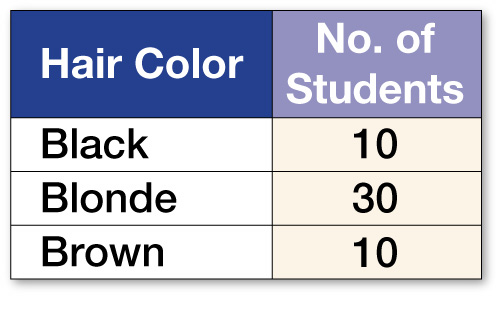 Hair Color
No. of
Students
Black 10
Blonde 30
Brown 10